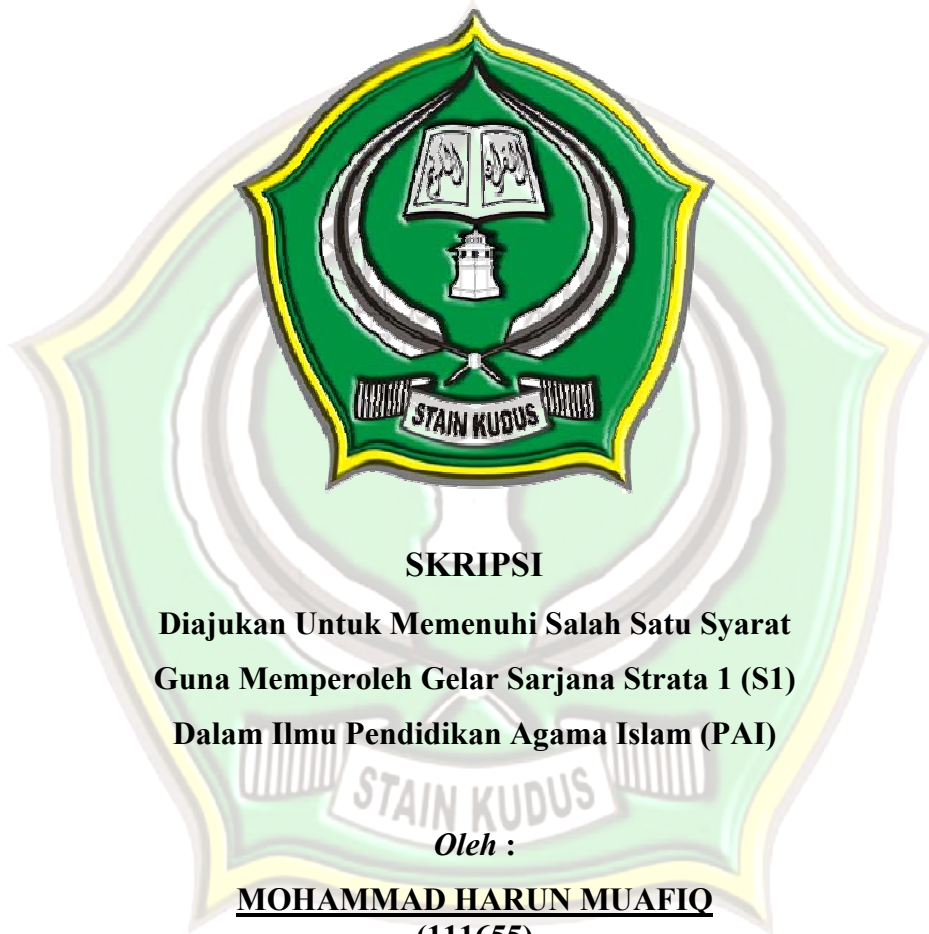 STAIN KUDUS
SKRIPSI
Diajukan Untuk Memenuhi Salah Satu Syarat
Guna Memperoleh Gelar Sarjana Strata 1 (S1)
Dalam Ilmu Pendidikan Agama Islam (PAI)
STAIN KUDUS
Oleh :
MOHAMMAD HARUN MUAFIQ
(111655)